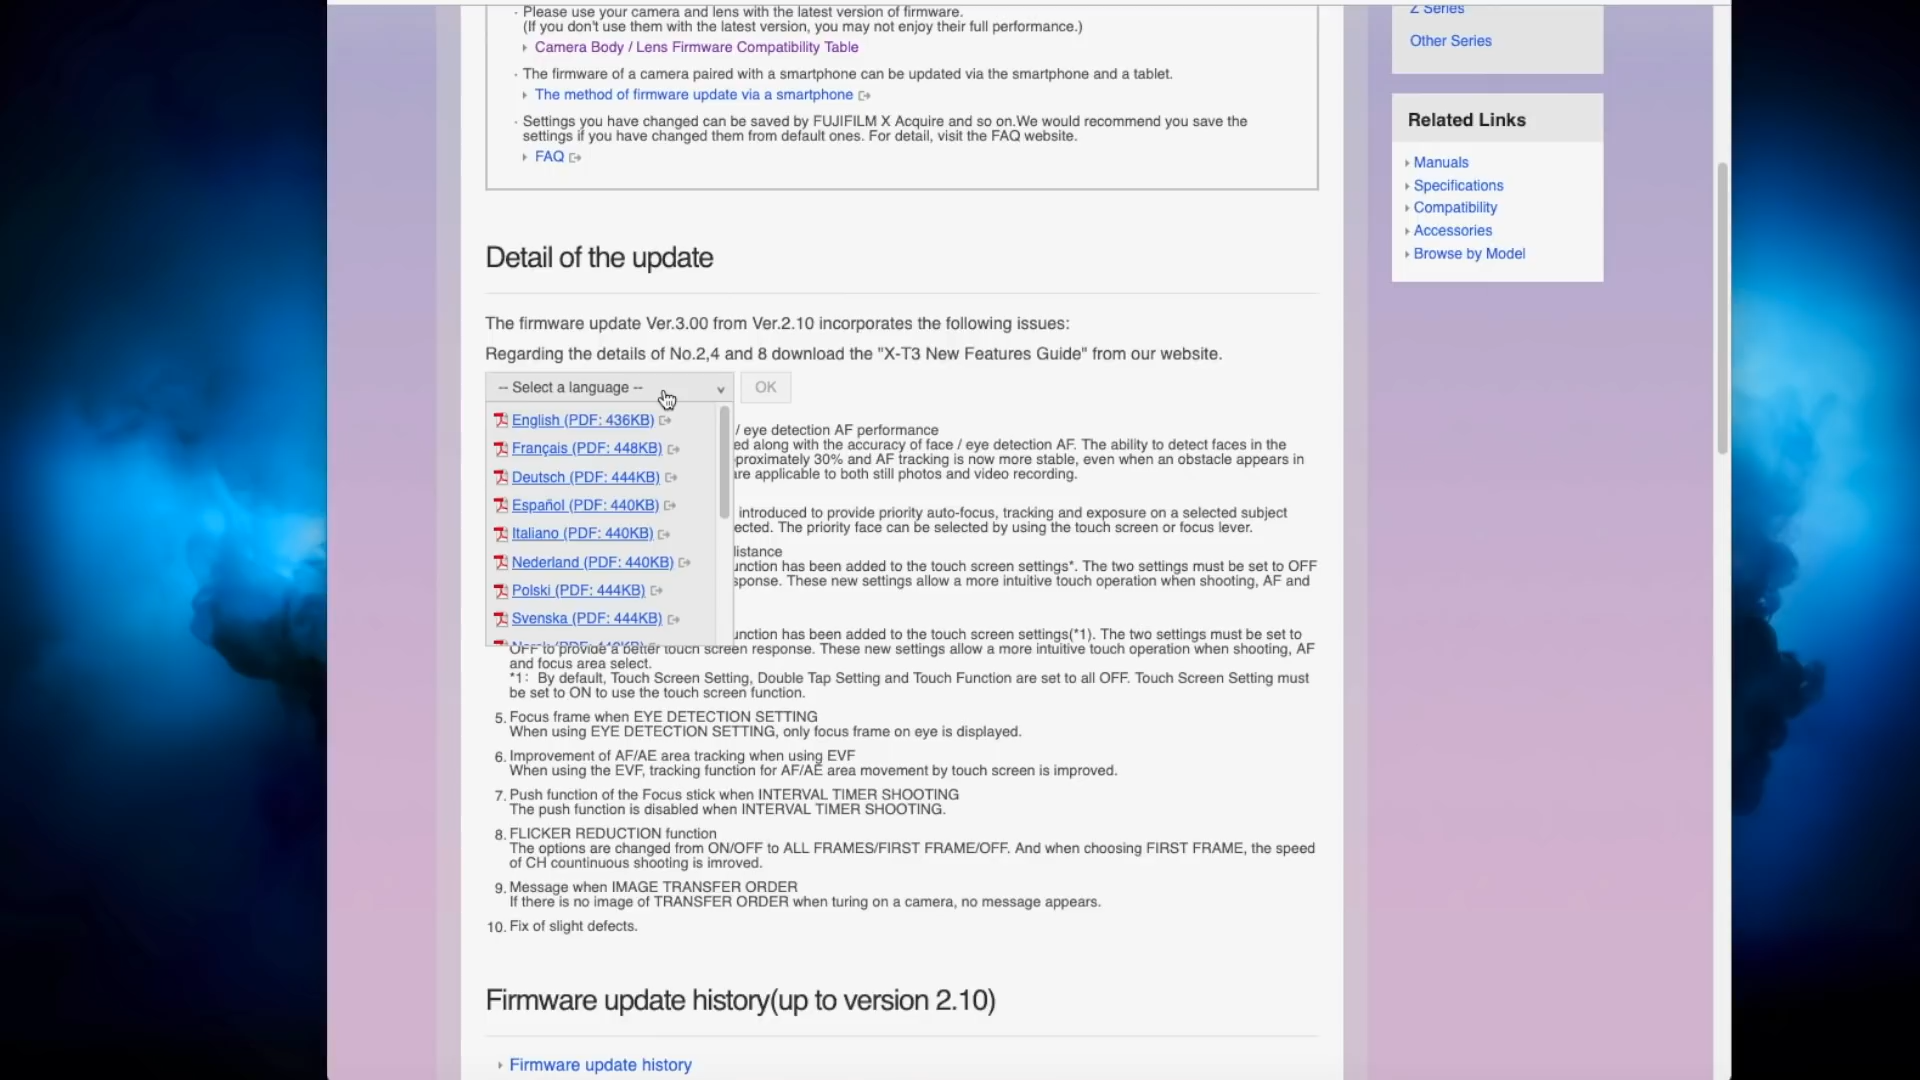 · Please use your camera and lens with the latest version of firmware.
(If you don't use them with the latest version, you may not enjoy their full performance.)
Camera Body / Lens Firmware Compatibility Table
· The firmware of a camera paired with a smartphone can be updated via the smartphone and a tablet.
The method of firmware update via a smartphone
· Settings you have changed can be saved by FUJIFILM X Acquire and so on.We would recommend you save the
settings if you have changed them from default ones. For detail, visit the FAQ website.
FAQ
Detail of the update
The firmware update Ver.3.00 from Ver.2.10 incorporates the following issues:
Regarding the details of No.2,4 and 8 download the "X-T3 New Features Guide" from our website.
-- Select a language --
OK
English (PDF: 436KB)
Français (PDF: 448KB)
Deutsch (PDF: 444KB)
Español (PDF: 440KB)
Italiano (PDF: 440KB)
Nederland (PDF: 440KB)
Polski (PDF: 444KB)
Svenska (PDF: 444KB)
/ eye detection AF performance
ed along with the accuracy of face / eye detection AF. The ability to detect faces in the
proximately 30% and AF tracking is now more stable, even when an obstacle appears in
are applicable to both still photos and video recording.
introduced to provide priority auto-focus, tracking and exposure on a selected subject
ected. The priority face can be selected by using the touch screen or focus lever.
distance
unction has been added to the touch screen settings*. The two settings must be set to OFF
sponse. These new settings allow a more intuitive touch operation when shooting, AF and
unction has been added to the touch screen settings(*1). The two settings must be set to
OFF to provide a better touch screen response. These new settings allow a more intuitive touch operation when shooting, AF
and focus area select.
*1: By default, Touch Screen Setting, Double Tap Setting and Touch Function are set to all OFF. Touch Screen Setting must
be set to ON to use the touch screen function.
5. Focus frame when EYE DETECTION SETTING
When using EYE DETECTION SETTING, only focus frame on eye is displayed.
6. Improvement of AF/AE area tracking when using EVF
When using the EVF, tracking function for AF/AE area movement by touch screen is improved.
7. Push function of the Focus stick when INTERVAL TIMER SHOOTING
The push function is disabled when INTERVAL TIMER SHOOTING.
8. FLICKER REDUCTION function
The options are changed from ON/OFF to ALL FRAMES/FIRST FRAME/OFF. And when choosing FIRST FRAME, the speed
of CH countinuous shooting is imroved.
9. Message when IMAGE TRANSFER ORDER
If there is no image of TRANSFER ORDER when turing on a camera, no message appears.
10. Fix of slight defects.
Firmware update history(up to version 2.10)
Firmware update history
Z Series
Other Series
Related Links
Manuals
Specifications
Compatibility
Accessories
Browse by Model